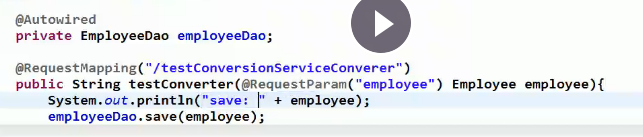 @Autowired
private EmployeeDao employeeDao;
@RequestMapping("/testConversionServiceConverer")
public String testConverter(@RequestParam("employee") Employee employee){
System.out.println("save: " + employee);
employeeDao.save(employee);